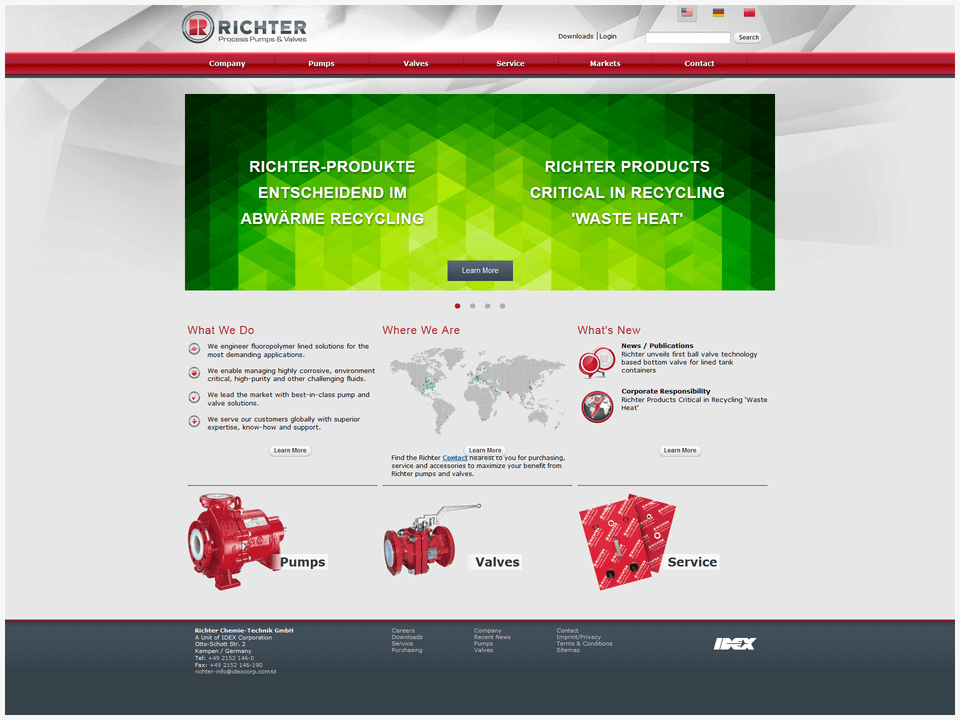 RICHTER
Process Pumps & Valves
Downloads | Login
Search
Company Pumps Valves Service Markets Contact
RICHTER-PRODUKTE
ENTSCHEIDEND IM
ABWÄRME RECYCLING
RICHTER PRODUCTS
CRITICAL IN RECYCLING
'WASTE HEAT'
Learn More
What We Do
We engineer fluoropolymer lined solutions for the
most demanding applications.
We enable managing highly corrosive, environment
critical, high-purity and other challenging fluids.
We lead the market with best-in-class pump and
valve solutions.
We serve our customers globally with superior
expertise, know-how and support.
Learn More
Where We Are
Learn More
Find the Richter Contact nearest to you for purchasing,
service and accessories to maximize your benefit from
Richter pumps and valves.
What's New
News / Publications
Richter unveils first ball valve technology
based bottom valve for lined tank
containers
Corporate Responsibility
Richter Products Critical in Recycling 'Waste
Heat'
Learn More
Pumps
Valves
Service
Richter Chemie-Technik GmbH
A Unit of IDEX Corporation
Otto-Schott Str. 2
Kempen / Germany
Tel: +49 2152 146-0
Fax: +49 2152 146-190
richter-info@idexcorp.com
Careers
Downloads
Service
Purchasing
Company
Recent News
Pumps
Valves
Contact
Imprint/Privacy
Terms & Conditions
Sitemap
IDEX